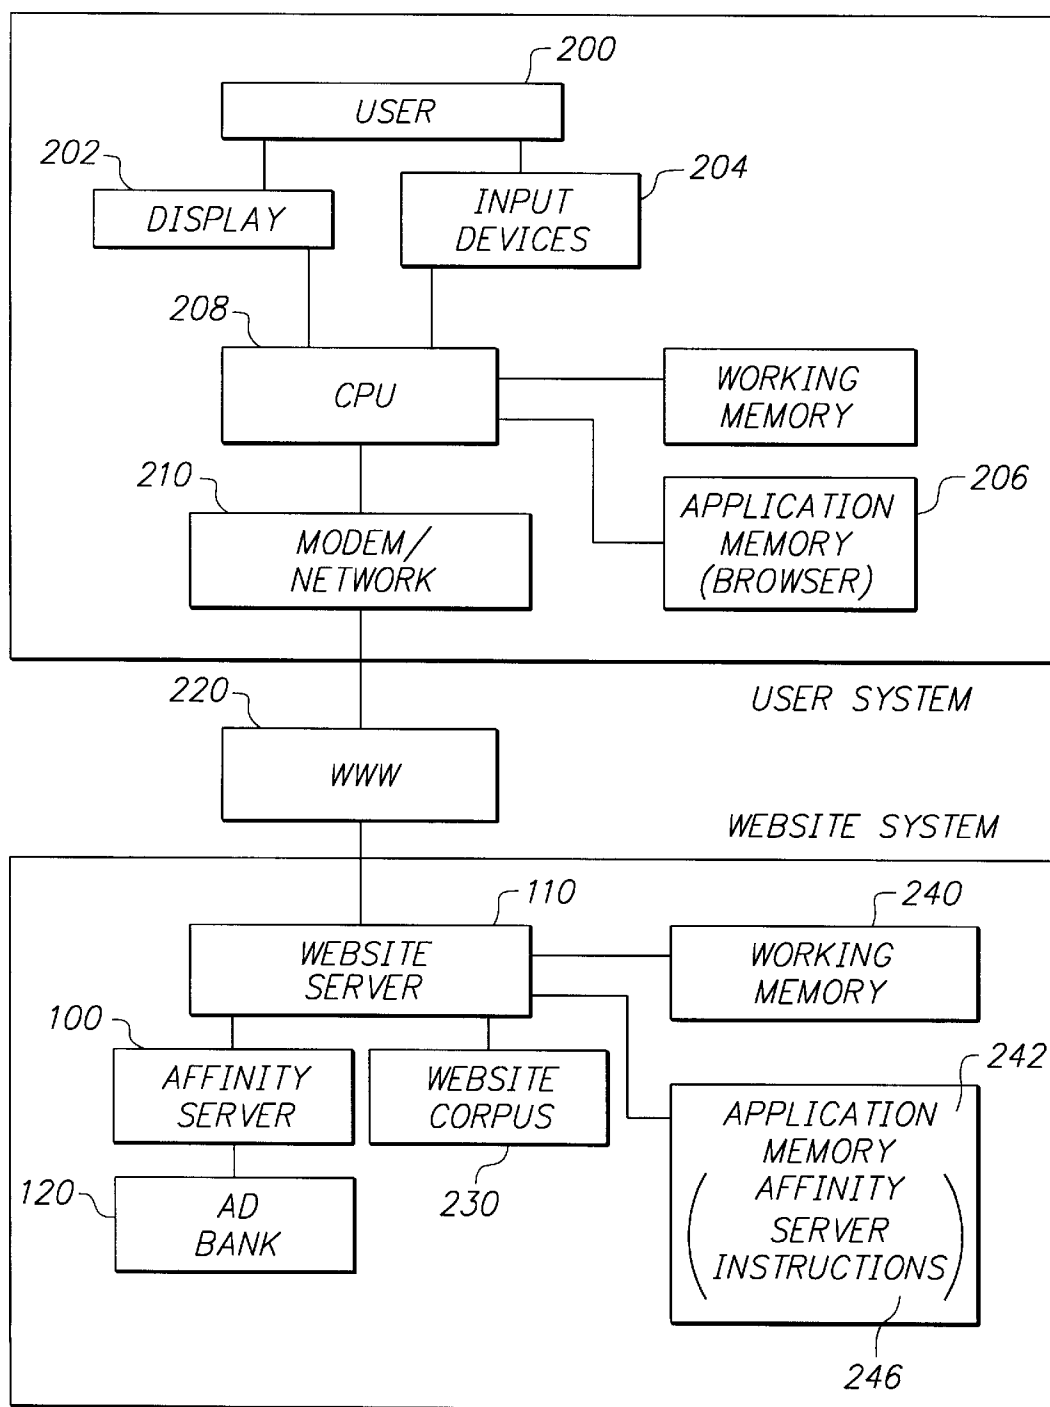 200
USER
202
204
DISPLAY
INPUT
DEVICES
208
CPU
WORKING
MEMORY
210
206
MODEM/
NETWORK
APPLICATION
MEMORY
(BROWSER)
220
USER SYSTEM
WWW
WEBSITE SYSTEM
110
240
WEBSITE
SERVER
WORKING
MEMORY
100
242
AFFINITY
SERVER
WEBSITE
CORPUS
APPLICATION
MEMORY
(AFFINITY
SERVER
INSTRUCTIONS)
120
AD
BANK
230
246